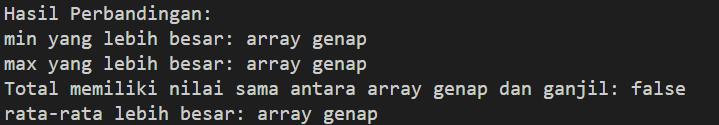 Hasil Perbandingan:
min yang lebih besar: array genap
max yang lebih besar: array genap
Total memiliki nilai sama antara array genap dan ganjil: false
rata-rata lebih besar: array genap